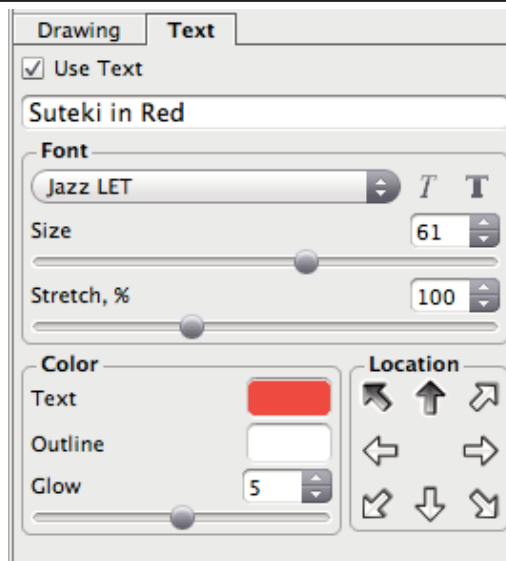 Drawing Text
Use Text
Suteki in Red
Font
Jazz LET T T
Size 61
Stretch, % 100
Color Location
Text
Outline
Glow 5